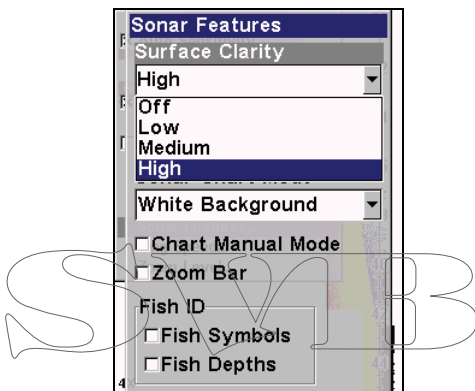 Sonar Features
Surface Clarity
High
Off
Low
Medium
High
White Background
Chart Manual Mode
Zoom Bar
Fish ID
Fish Symbols
Fish Depths
SVB